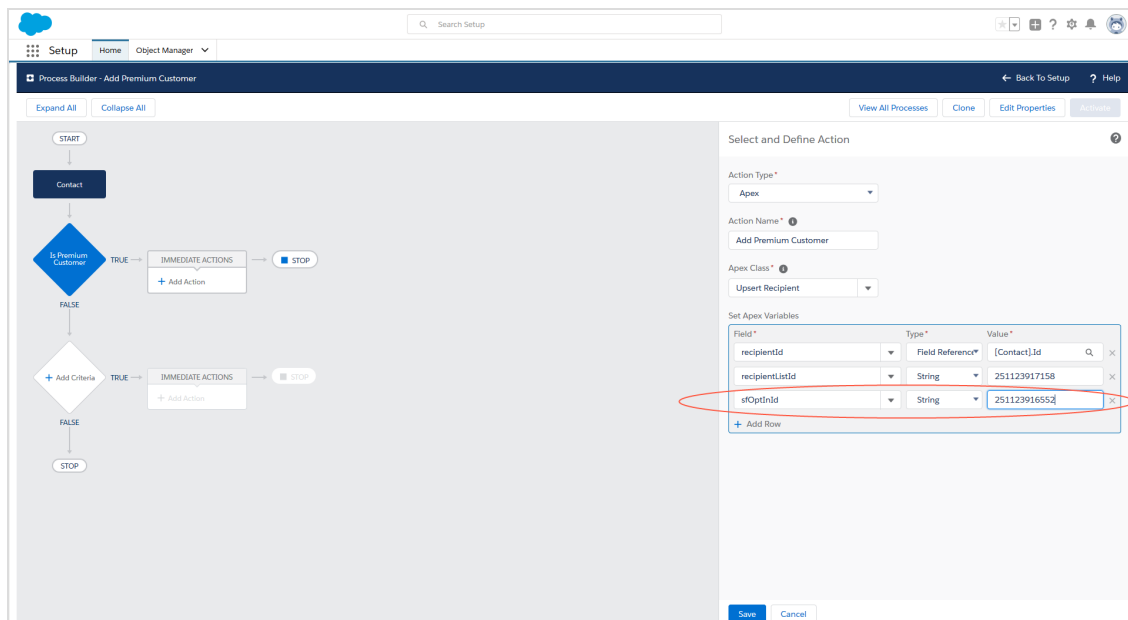 Search Setup
Setup Home Object Manager
Process Builder - Add Premium Customer
Back To Setup ? Help
Expand All Collapse All
View All Processes Clone Edit Properties Activate
START
Contact
Is Premium
Customer
TRUE
IMMEDIATE ACTIONS
STOP
+ Add Action
FALSE
+ Add Criteria
TRUE
IMMEDIATE ACTIONS
STOP
+ Add Action
FALSE
STOP
Select and Define Action
Action Type*
Apex
Action Name*
Add Premium Customer
Apex Class*
Upsert Recipient
Set Apex Variables
Field* Type* Value*
recipientId Field Reference [Contact].Id
recipientListId String 251123917158
sfOptInId String 251123916552
+ Add Row
Save Cancel